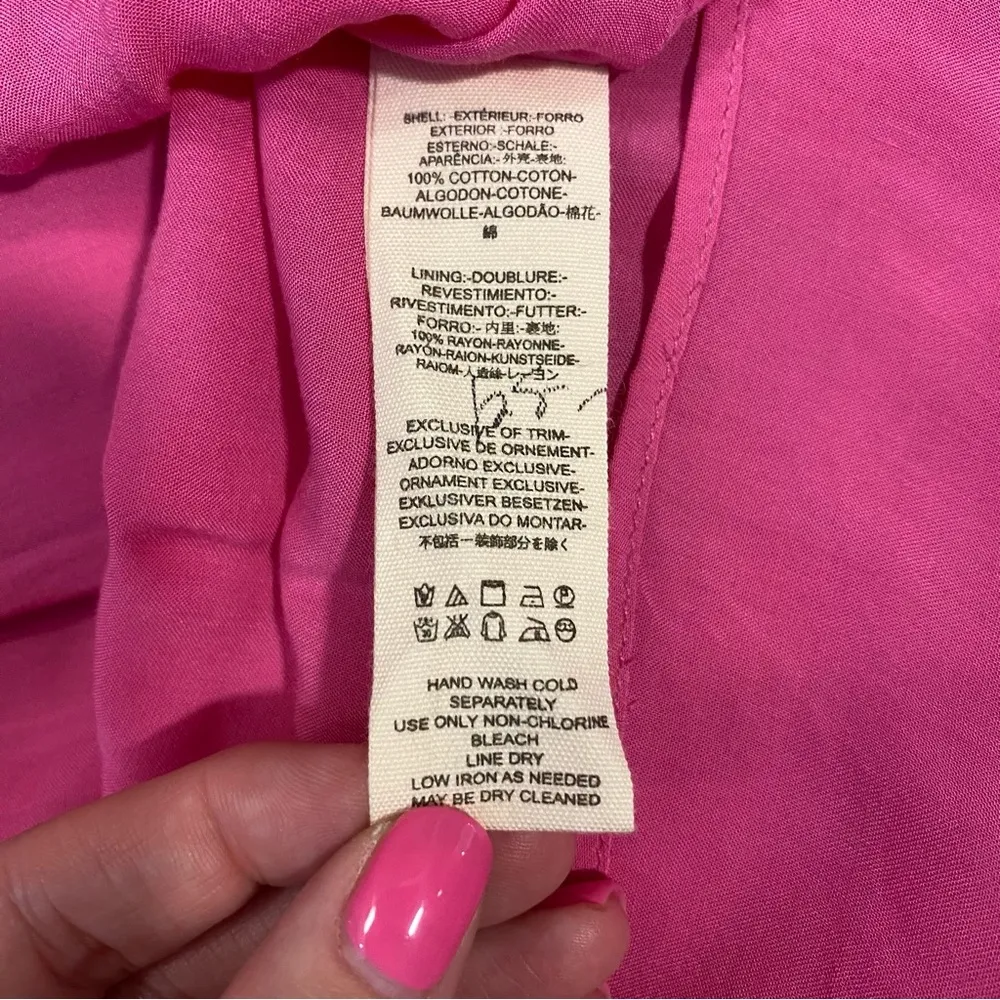 SHELL:-EXTÉRIEUR:-FORRO
EXTERIOR :-FORRO
ESTERNO:-SCHALE:-
APARÊNCIA:-外壳-表地:
100% COTTON-COTON-
ALGODON-COTONE-
BAUMWOLLE-ALGODÃO-棉花-
綿
LINING:-DOUBLURE:-
REVESTIMIENTO:-
RIVESTIMENTO:-FUTTER:-
FORRO:-内里:-裏地:
100% RAYON-RAYONNE-
RAYÓN-RAION-KUNSTSEIDE-
RAIOM-人造絲-レーヨン
EXCLUSIVE OF TRIM-
EXCLUSIVE DE ORNEMENT-
ADORNO EXCLUSIVE-
ORNAMENT EXCLUSIVE-
EXKLUSIVER BESETZEN-
EXCLUSIVA DO MONTAR-
不包括一装飾部分を除く
HAND WASH COLD
SEPARATELY
USE ONLY NON-CHLORINE
BLEACH
LINE DRY
LOW IRON AS NEEDED
MAY BE DRY CLEANED